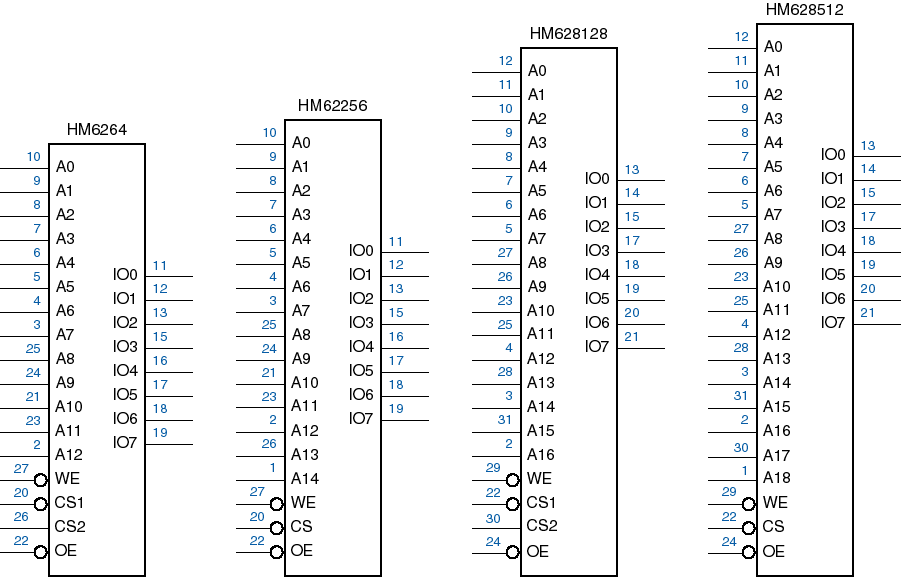 HM6264
10 A0
9 A1
8 A2
7 A3
6 A4
5 A5
4 A6
3 A7
25 A8
24 A9
21 A10
23 A11
2 A12
27 WE
20 CS1
26 CS2
22 OE
IO0 11
IO1 12
IO2 13
IO3 15
IO4 16
IO5 17
IO6 18
IO7 19
HM62256
10 A0
9 A1
8 A2
7 A3
6 A4
5 A5
4 A6
3 A7
25 A8
24 A9
21 A10
23 A11
2 A12
26 A13
1 A14
27 WE
20 CS
22 OE
IO0 11
IO1 12
IO2 13
IO3 15
IO4 16
IO5 17
IO6 18
IO7 19
HM628128
12 A0
11 A1
10 A2
9 A3
8 A4
7 A5
6 A6
5 A7
27 A8
26 A9
23 A10
25 A11
4 A12
28 A13
3 A14
31 A15
2 A16
29 WE
22 CS1
30 CS2
24 OE
IO0 13
IO1 14
IO2 15
IO3 17
IO4 18
IO5 19
IO6 20
IO7 21
HM628512
12 A0
11 A1
10 A2
9 A3
8 A4
7 A5
6 A6
5 A7
27 A8
26 A9
23 A10
25 A11
4 A12
28 A13
3 A14
31 A15
2 A16
30 A17
1 A18
29 WE
22 CS
24 OE
IO0 13
IO1 14
IO2 15
IO3 17
IO4 18
IO5 19
IO6 20
IO7 21